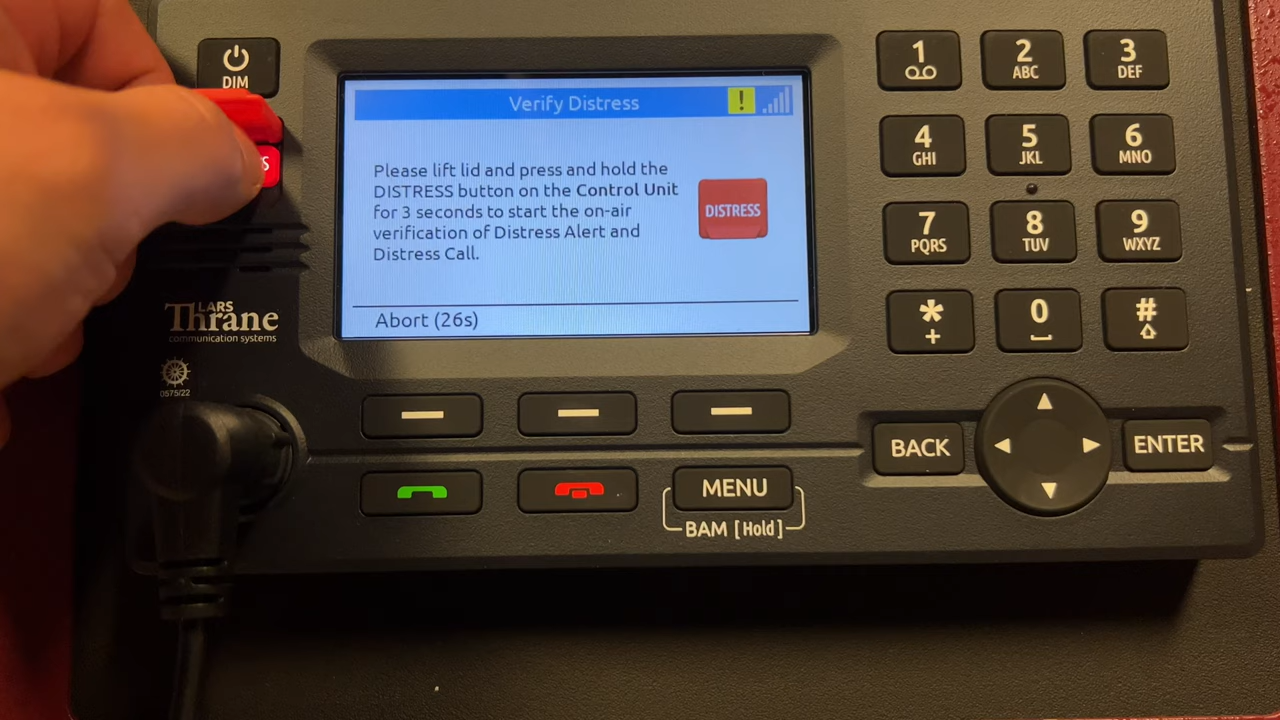 DIM
Verify Distress
!
Please lift lid and press and hold the
DISTRESS button on the Control Unit
for 3 seconds to start the on-air
verification of Distress Alert and
Distress Call.
DISTRESS
Abort (26s)
LARS
Thrane
communication systems
0575/22
1
2
ABC
3
DEF
4
GHI
5
JKL
6
MNO
7
PQRS
8
TUV
9
WXYZ
*
+
0
#
BACK
ENTER
MENU
BAM [Hold]